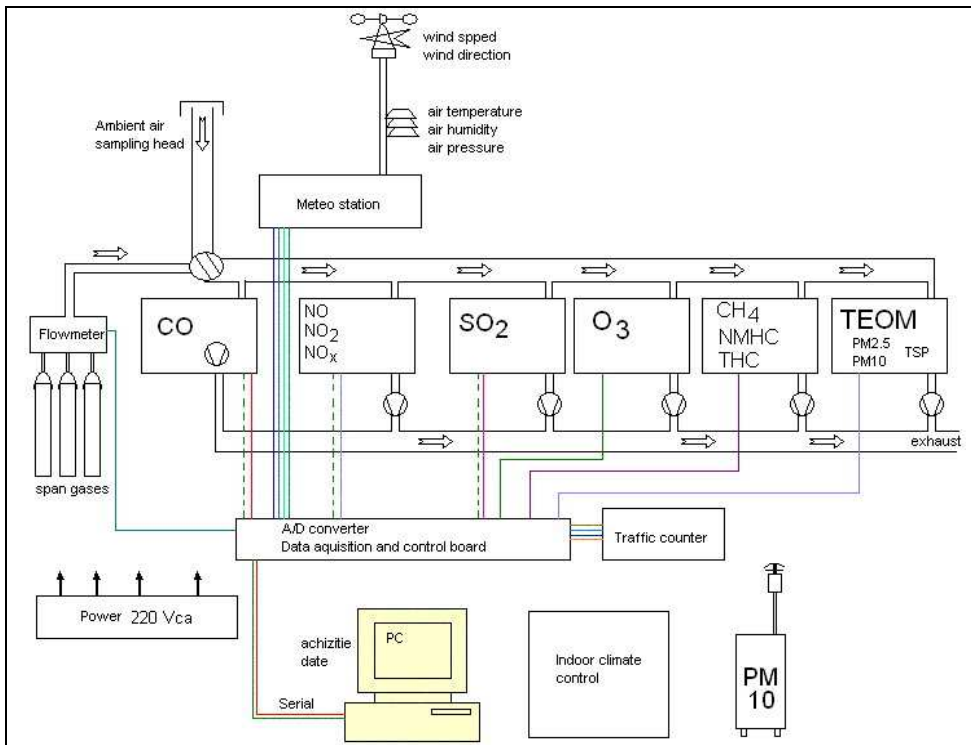 wind spped
wind direction
air temperature
air humidity
air pressure
Ambient air
sampling head
Meteo station
Flowmeter
span gases
CO
NO
NO2
NOx
SO2
O3
CH4
NMHC
THC
TEOM
PM2.5
PM10
TSP
exhaust
A/D converter
Data aquisition and control board
Traffic counter
Power 220 Vca
achizitie
date
PC
Serial
Indoor climate
control
PM
10